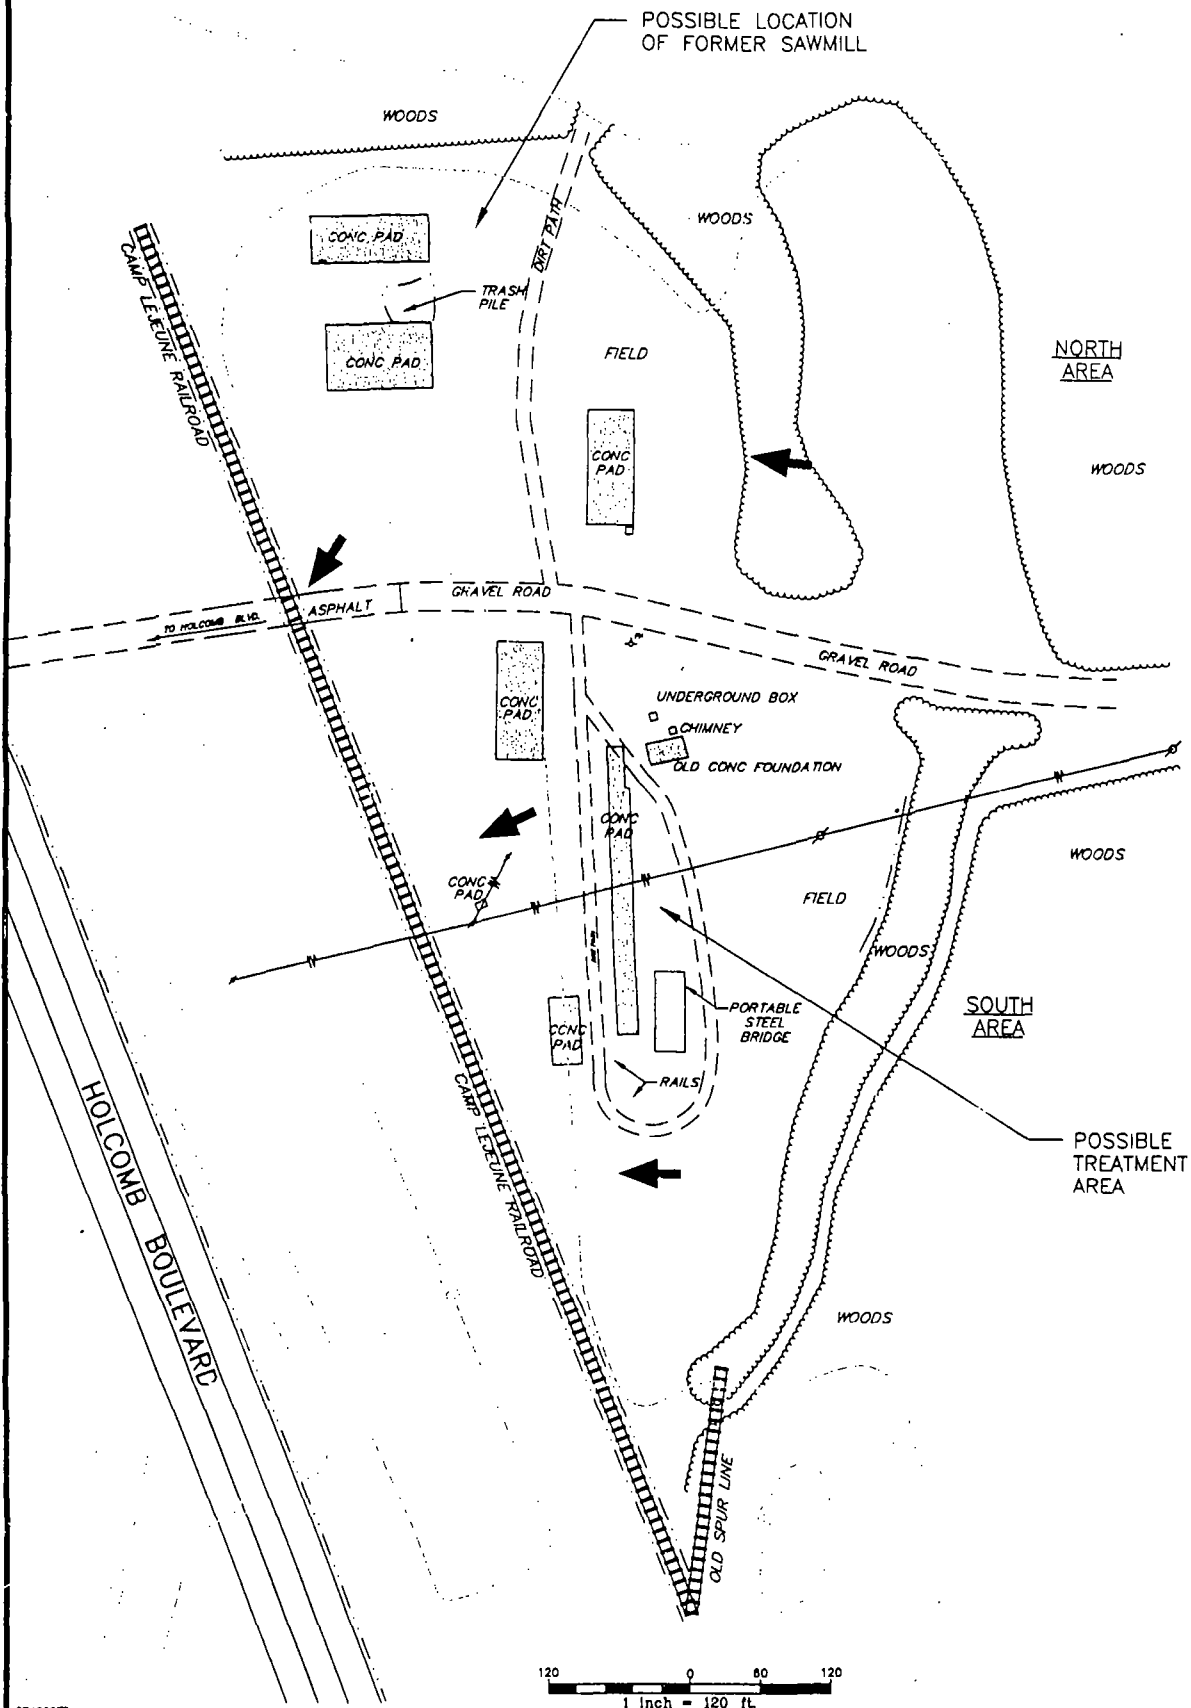 POSSIBLE LOCATION
OF FORMER SAWMILL
WOODS
WOODS
DIRT PATH
CONC PAD
CAMP LEJEUNE RAILROAD
TRASH
PILE
CONC PAD
FIELD
NORTH
AREA
CONC
PAD
WOODS
GRAVEL ROAD
ASPHALT
TO HOLCOMB BLVD.
GRAVEL ROAD
CONC
PAD
UNDERGROUND BOX
CHIMNEY
OLD CONC FOUNDATION
CONC
PAD
WOODS
CONC
PAD
FIELD
WOODS
SOUTH
AREA
PORTABLE
STEEL
BRIDGE
CONC
PAD
RAILS
CAMP LEJEUNE RAILROAD
HOLCOMB BOULEVARD
POSSIBLE
TREATMENT
AREA
WOODS
OLD SPUR LINE
120 0 60 120
1 inch = 120 ft.